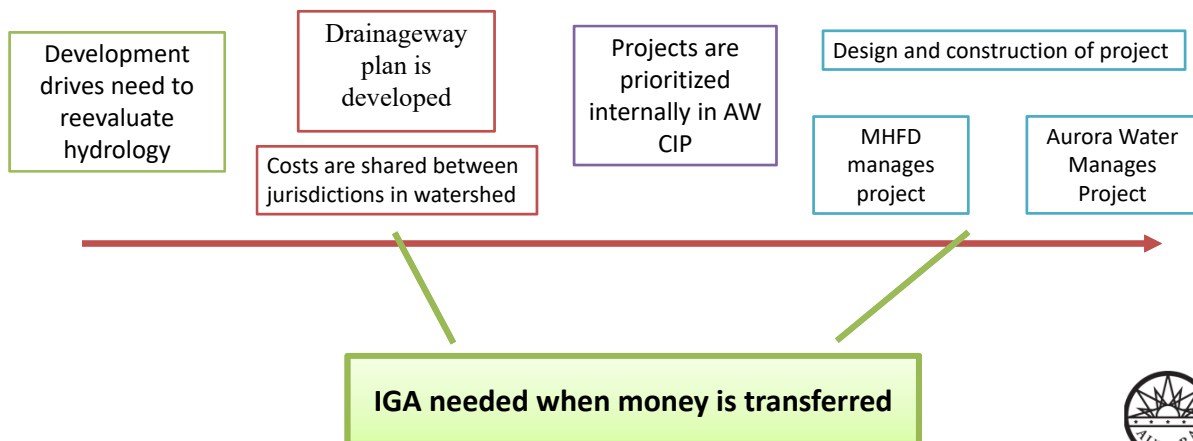 Development
drives need to
reevaluate
hydrology
Drainageway
plan is
developed
Costs are shared between
jurisdictions in watershed
Projects are
prioritized
internally in AW
CIP
Design and construction of project
MHFD
manages
project
Aurora Water
Manages
Project
IGA needed when money is transferred